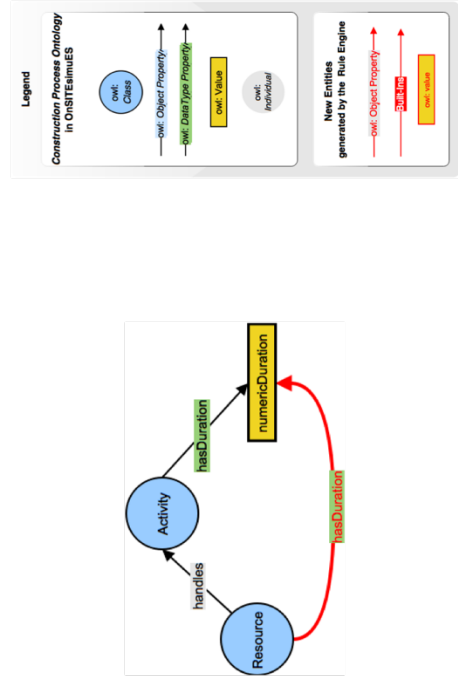 Legend
Construction Process Ontology
in OnSITEsimuES
owl:
Class
owl: Object Property
owl: DataType Property
owl: Value
owl:
Individual
New Entities
generated by the Rule Engine
owl: Object Property
Built-Ins
owl: value
Resource
handles
Activity
hasDuration
numericDuration
hasDuration